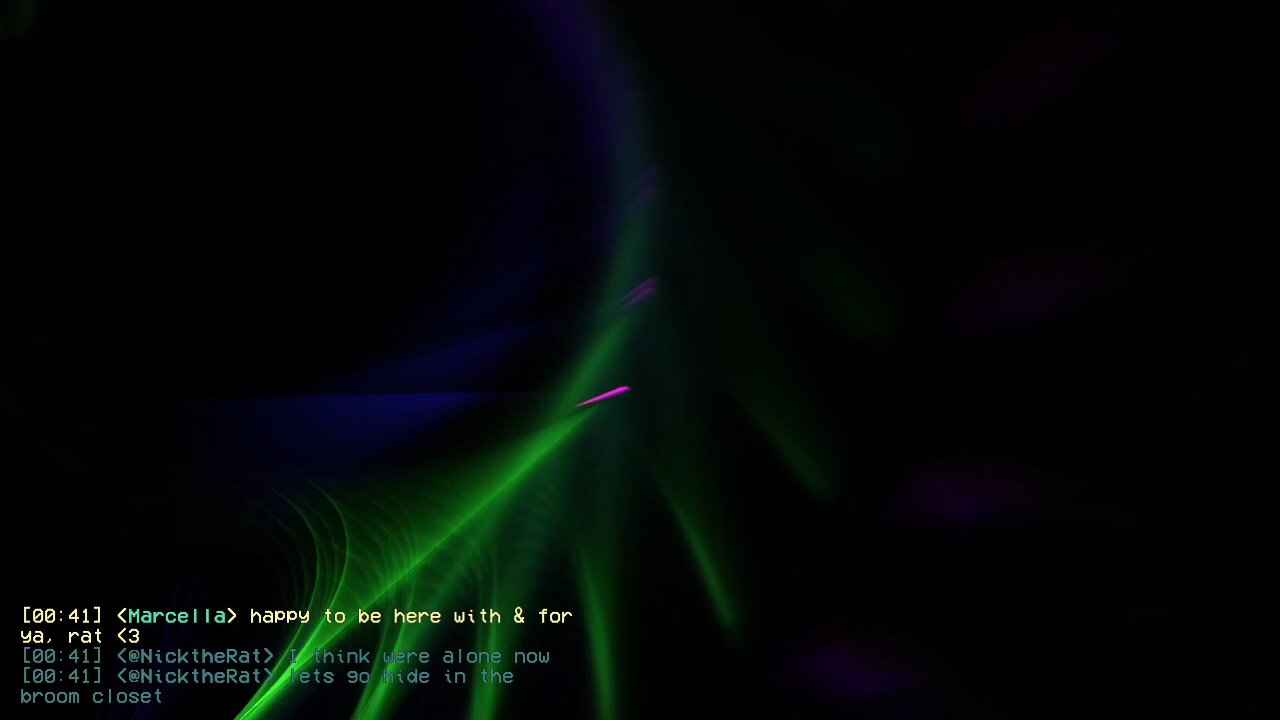 [00:41] <Marcella> happy to be here with & for
ya, rat <3
[00:41] <@NicktheRat> I think were alone now
[00:41] <@NicktheRat> lets go hide in the
broom closet